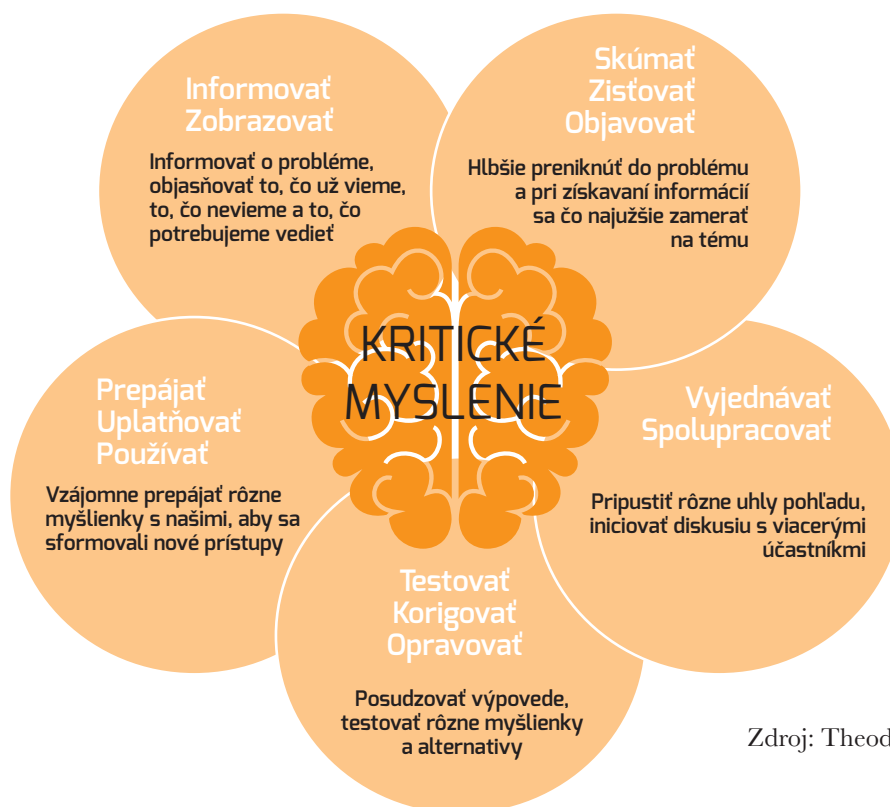 Informovať
Zobrazovať
Informovať o probléme,
objasňovať to, čo už vieme,
to, čo nevieme a to, čo
potrebujeme vedieť
Skúmať
Zisťovať
Objavovať
Hlbšie preniknúť do problému
a pri získavaní informácií
sa čo najužšie zamerať
na tému
KRITICKÉ
MYSLENIE
Prepájať
Uplatňovať
Používať
Vzájomne prepájať rôzne
myšlienky s našimi, aby sa
sformovali nové prístupy
Vyjednávať
Spolupracovať
Pripustiť rôzne uhly pohľadu,
iniciovať diskusiu s viacerými
účastníkmi
Testovať
Korigovať
Opravovať
Posudzovať výpovede,
testovať rôzne myšlienky
a alternativy
Zdroj: Theod